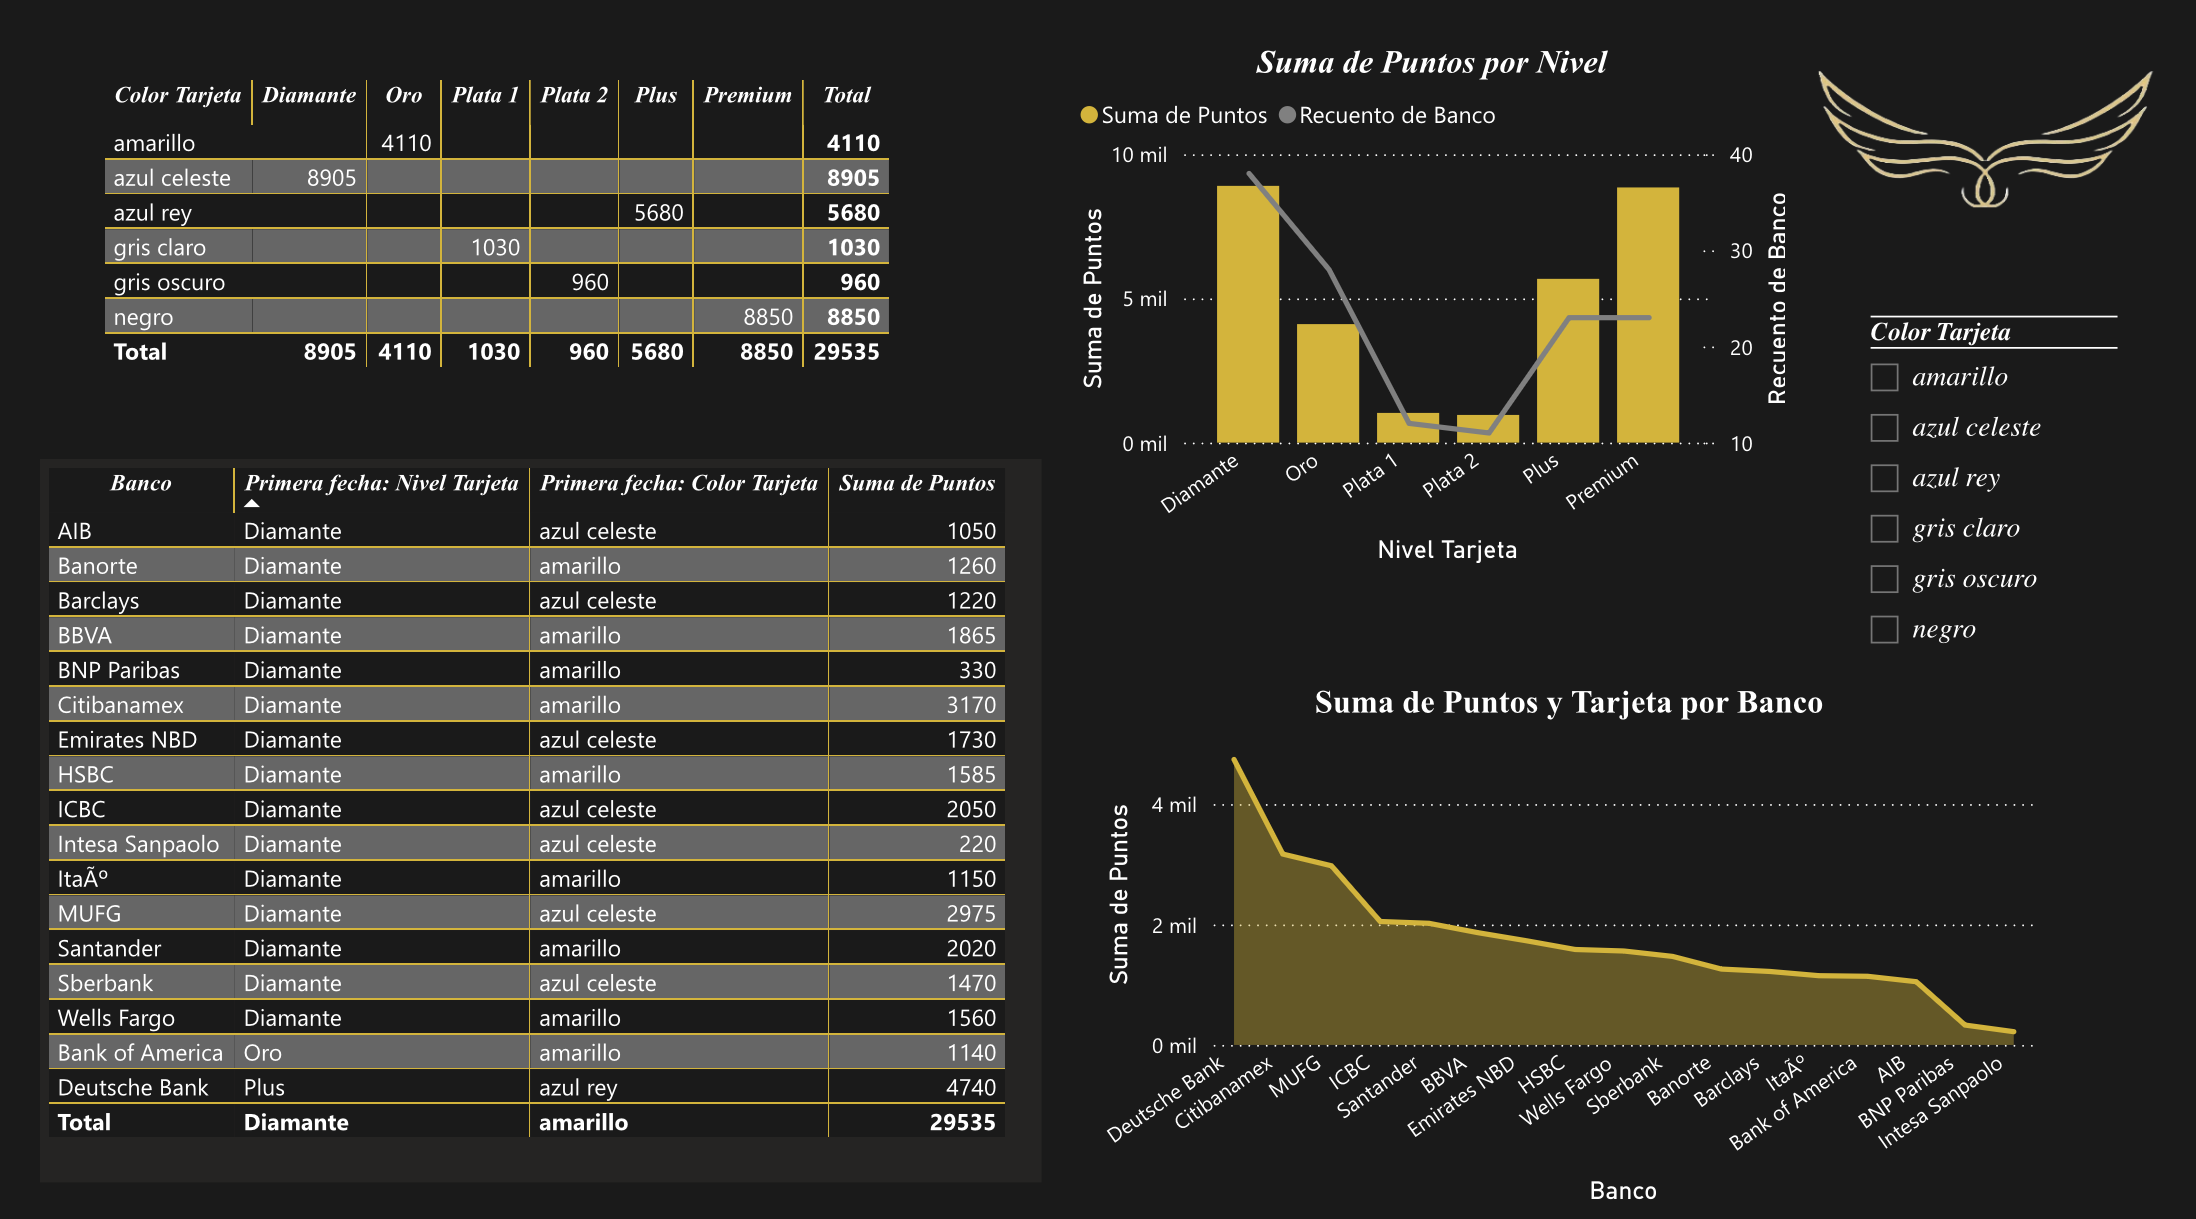 Color Tarjeta Diamante Oro Plata 1 Plata 2 Plus Premium Total
amarillo 4110 4110
azul celeste 8905 8905
azul rey 5680 5680
gris claro 1030 1030
gris oscuro 960 960
negro 8850 8850
Total 8905 4110 1030 960 5680 8850 29535
Banco Primera fecha: Nivel Tarjeta Primera fecha: Color Tarjeta Suma de Puntos
AIB Diamante azul celeste 1050
Banorte Diamante amarillo 1260
Barclays Diamante azul celeste 1220
BBVA Diamante amarillo 1865
BNP Paribas Diamante amarillo 330
Citibanamex Diamante amarillo 3170
Emirates NBD Diamante azul celeste 1730
HSBC Diamante amarillo 1585
ICBC Diamante azul celeste 2050
Intesa Sanpaolo Diamante azul celeste 220
ItaÃº Diamante amarillo 1150
MUFG Diamante azul celeste 2975
Santander Diamante amarillo 2020
Sberbank Diamante azul celeste 1470
Wells Fargo Diamante amarillo 1560
Bank of America Oro amarillo 1140
Deutsche Bank Plus azul rey 4740
Total Diamante amarillo 29535
Suma de Puntos por Nivel
Suma de Puntos Recuento de Banco
Suma de Puntos
10 mil
5 mil
0 mil
40
30
20
10
Recuento de Banco
Diamante Oro Plata 1 Plata 2 Plus Premium
Nivel Tarjeta
Color Tarjeta
amarillo
azul celeste
azul rey
gris claro
gris oscuro
negro
Suma de Puntos y Tarjeta por Banco
Suma de Puntos
4 mil
2 mil
0 mil
Deutsche Bank Citibanamex MUFG ICBC Santander BBVA Emirates NBD HSBC Wells Fargo Sberbank Banorte Barclays ItaÃº Bank of America AIB BNP Paribas Intesa Sanpaolo
Banco